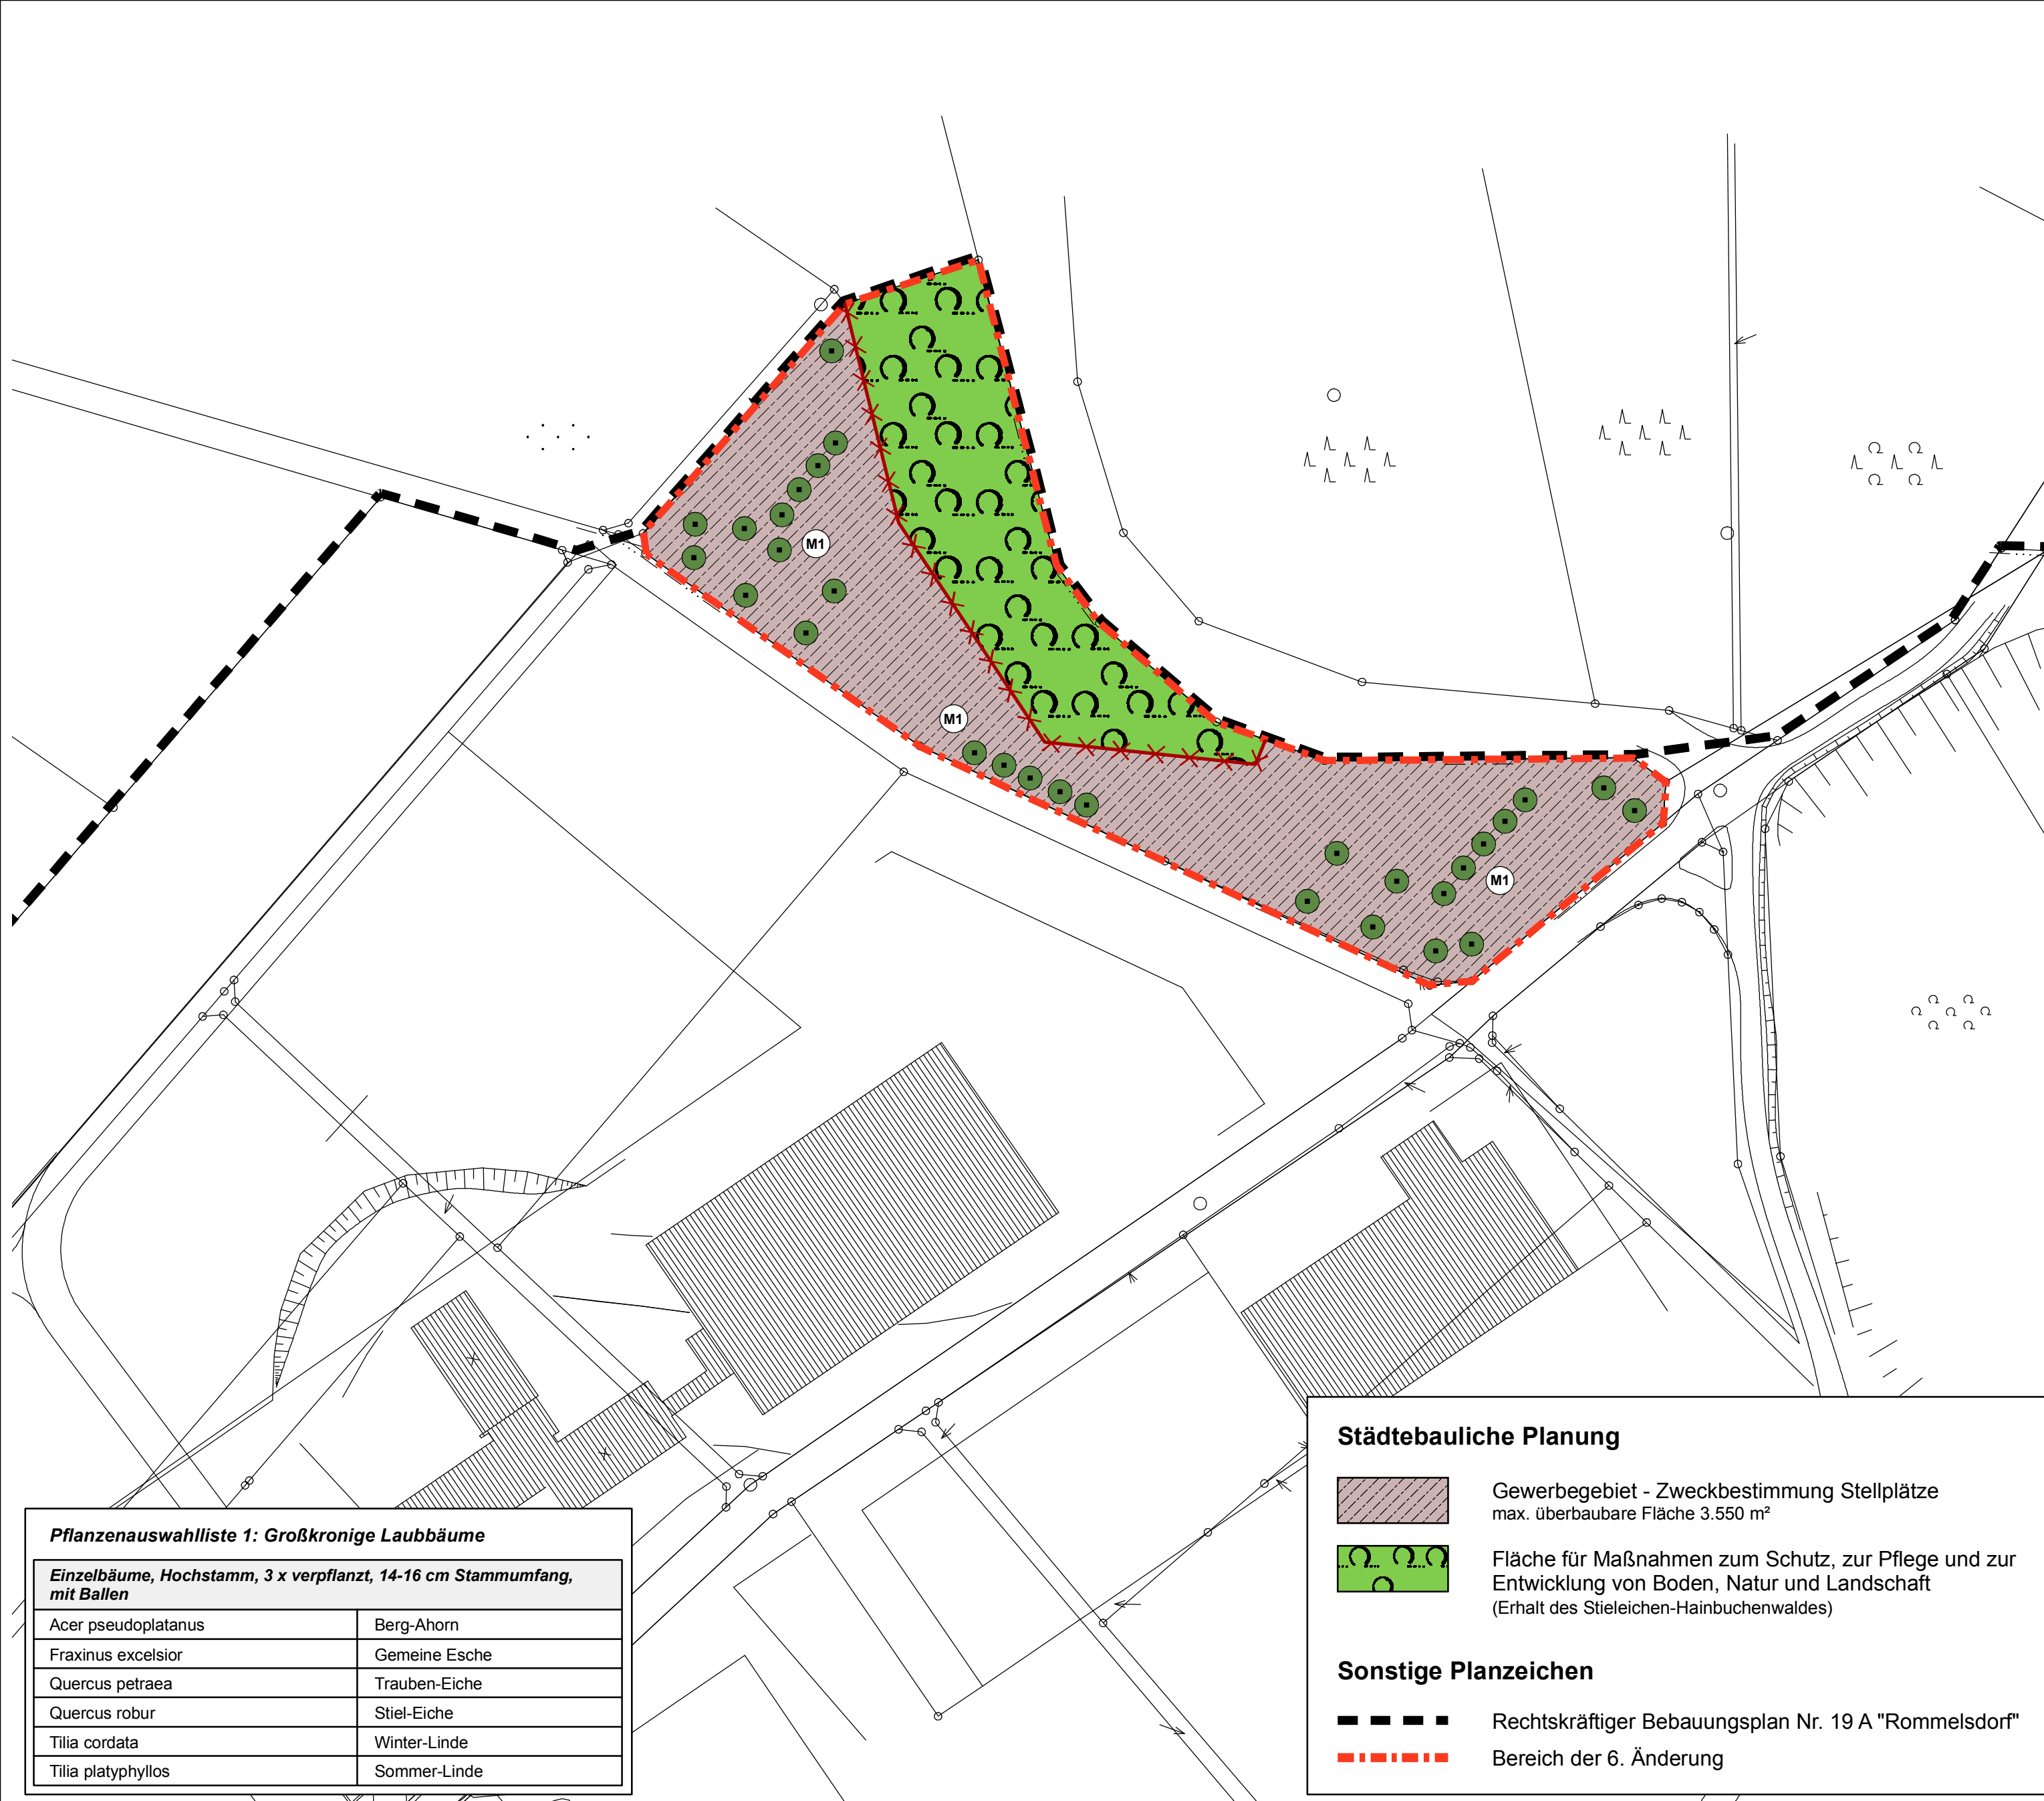 M1
M1
M1
Pflanzenauswahlliste 1: Großkronige Laubbäume
Einzelbäume, Hochstamm, 3 x verpflanzt, 14-16 cm Stammumfang,
mit Ballen
Acer pseudoplatanus Berg-Ahorn
Fraxinus excelsior Gemeine Esche
Quercus petraea Trauben-Eiche
Quercus robur Stiel-Eiche
Tilia cordata Winter-Linde
Tilia platyphyllos Sommer-Linde
Städtebauliche Planung
Gewerbegebiet - Zweckbestimmung Stellplätze
max. überbaubare Fläche 3.550 m²
Fläche für Maßnahmen zum Schutz, zur Pflege und zur
Entwicklung von Boden, Natur und Landschaft
(Erhalt des Stieleichen-Hainbuchenwaldes)
Sonstige Planzeichen
Rechtskräftiger Bebauungsplan Nr. 19 A "Rommelsdorf"
Bereich der 6. Änderung